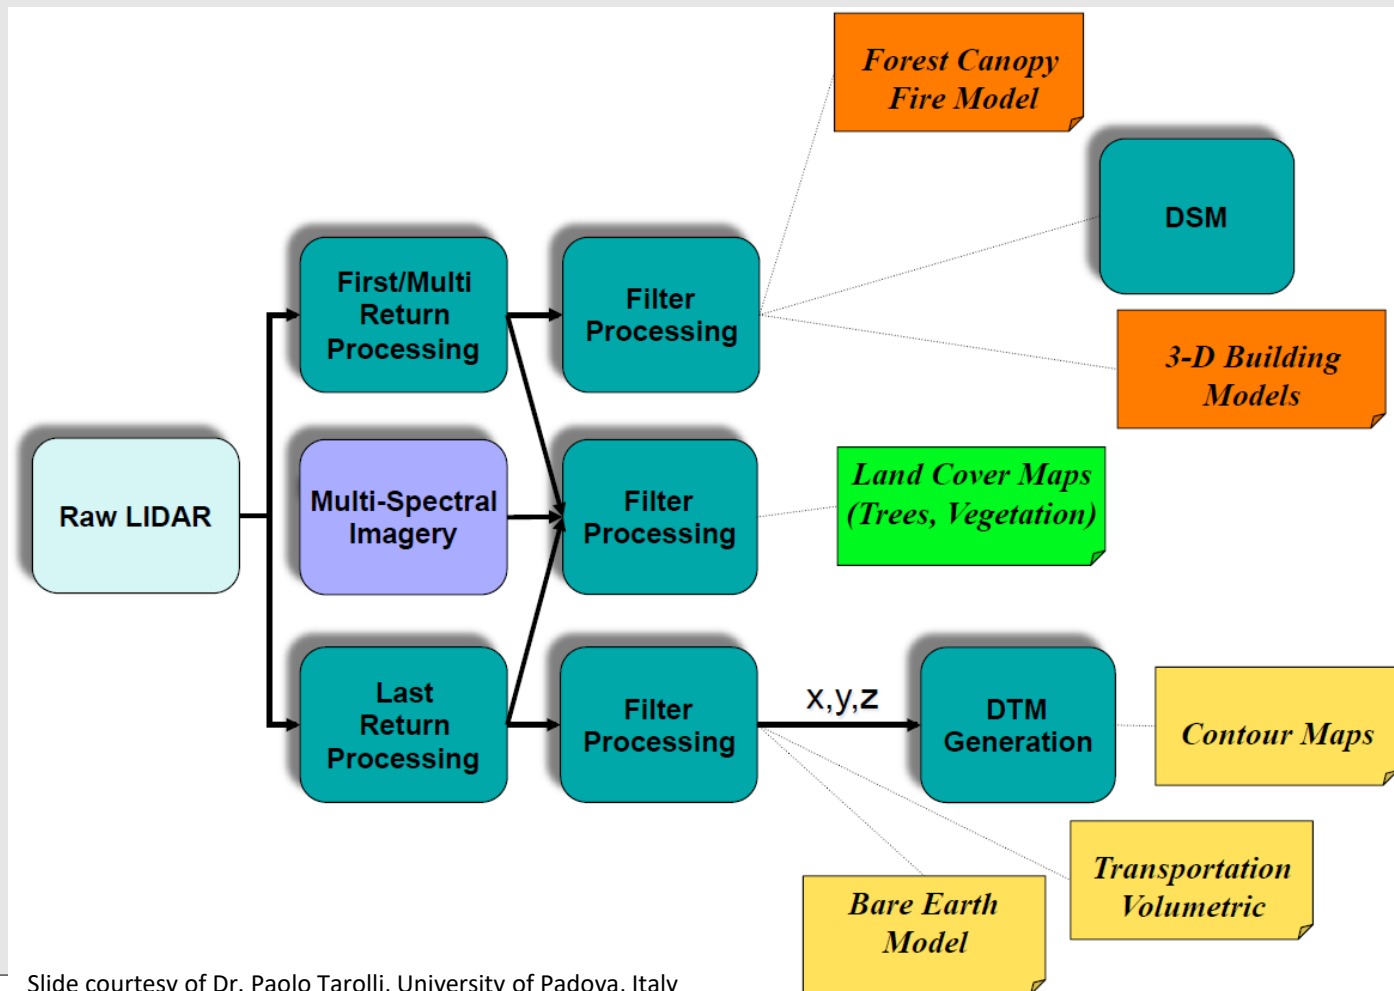 Forest Canopy
Fire Model
DSM
First/Multi
Return
Processing
Filter
Processing
3-D Building
Models
Raw LIDAR
Multi-Spectral
Imagery
Filter
Processing
Land Cover Maps
(Trees, Vegetation)
Last
Return
Processing
Filter
Processing
x,y,z
DTM
Generation
Contour Maps
Transportation
Volumetric
Bare Earth
Model
Slide courtesy of Dr. Paolo Tarolli, University of Padova, Italy